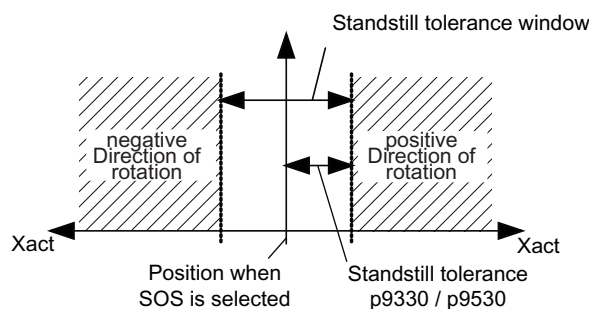 Standstill tolerance window
negative
Direction of
rotation
positive
Direction of
rotation
Xact
Xact
Position when
SOS is selected
Standstill tolerance
p9330 / p9530